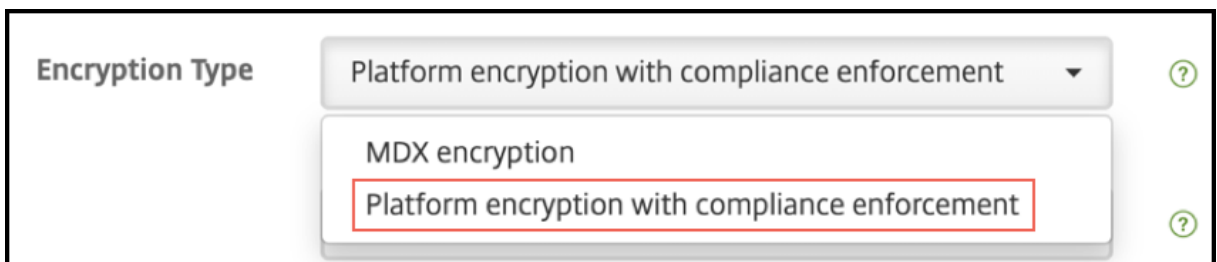 Encryption Type
Platform encryption with compliance enforcement
?
MDX encryption
Platform encryption with compliance enforcement
?